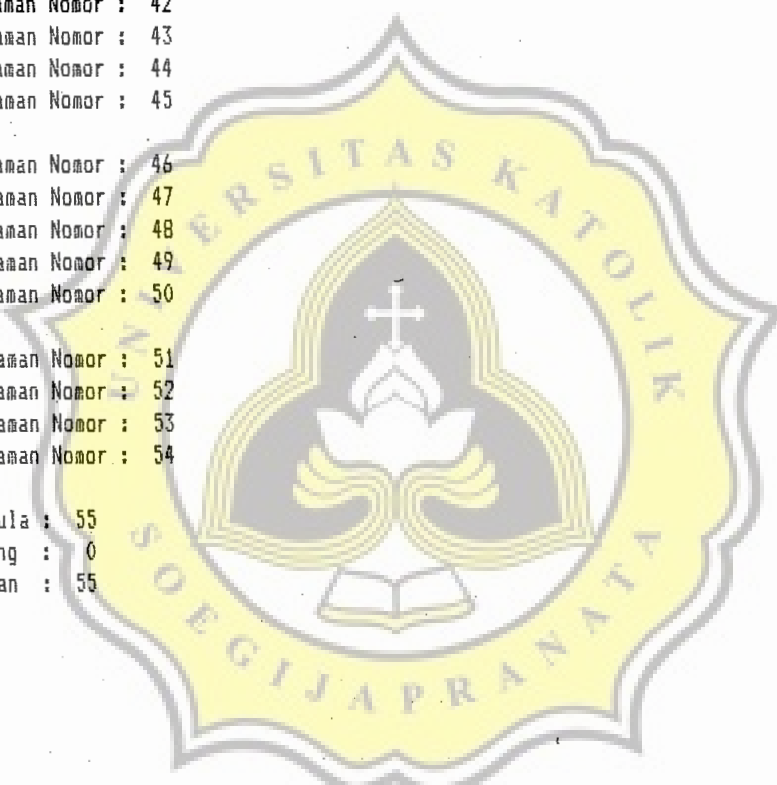 aman Nomor : 42
aman Nomor : 43
aman Nomor : 44
aman Nomor : 45
aman Nomor : 46
aman Nomor : 47
aman Nomor : 48
aman Nomor : 49
aman Nomor : 50
aman Nomor : 51
aman Nomor : 52
aman Nomor : 53
aman Nomor : 54
ula : 55
ng : 0
an : 55
UNIVERSITAS KATOLIK
SOEGIJAPRANATA